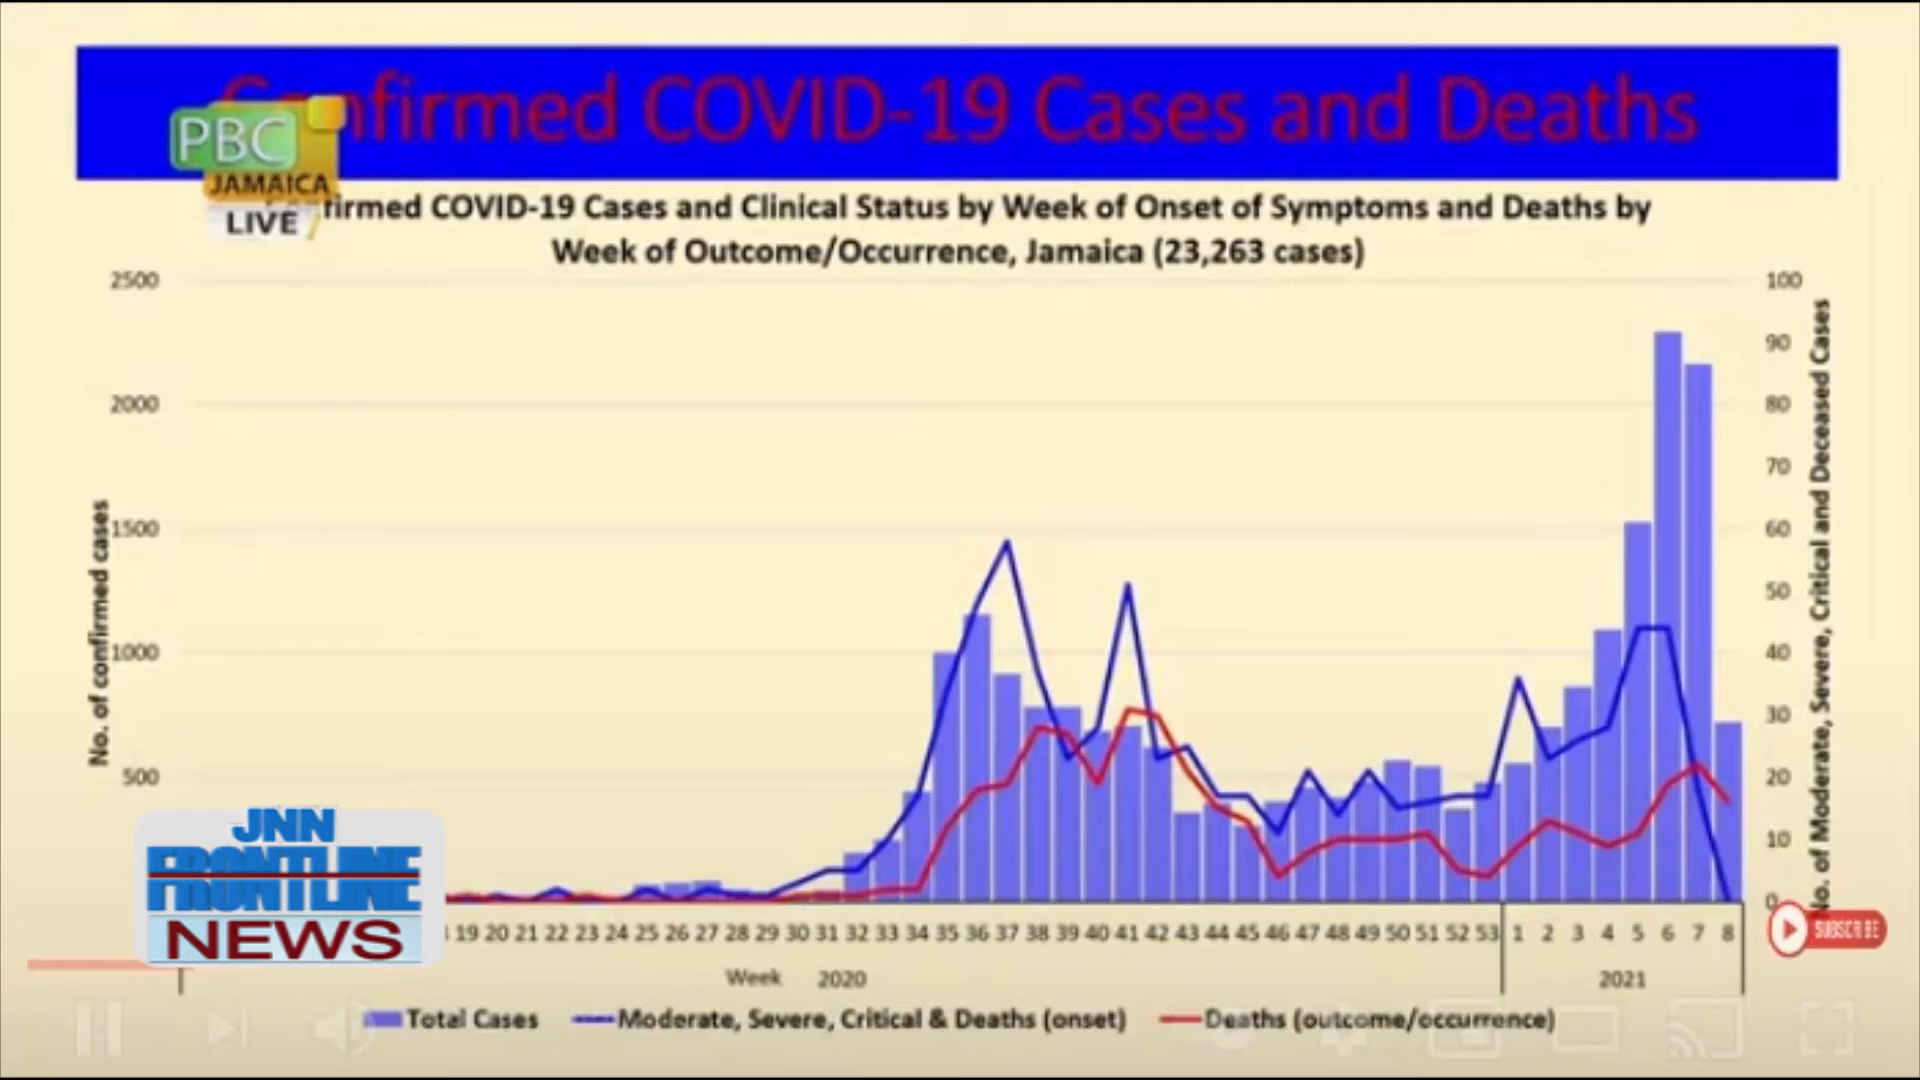 Confirmed COVID-19 Cases and Deaths
PBC
JAMAICA
LIVE
Confirmed COVID-19 Cases and Clinical Status by Week of Onset of Symptoms and Deaths by
Week of Outcome/Occurrence, Jamaica (23,263 cases)
No. of confirmed cases
2500
2000
1500
1000
500
100
90
80
70
60
50
40
30
20
10
0
No. of Moderate, Severe, Critical and Deceased Cases
JNN
FRONTLINE
NEWS
19 20 21 22 23 24 25 26 27 28 29 30 31 32 33 34 35 36 37 38 39 40 41 42 43 44 45 46 47 48 49 50 51 52 53 1 2 3 4 5 6 7 8
SUBSCRIBE
Week 2020 2021
Total Cases Moderate, Severe, Critical & Deaths (onset) Deaths (outcome/occurrence)